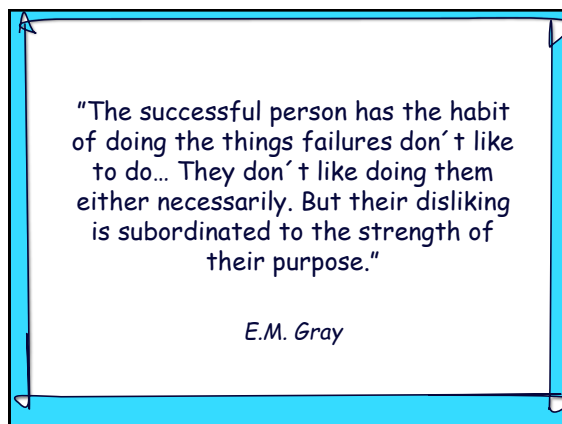 "The successful person has the habit
of doing the things failures don´t like
to do… They don´t like doing them
either necessarily. But their disliking
is subordinated to the strength of
their purpose."
E.M. Gray